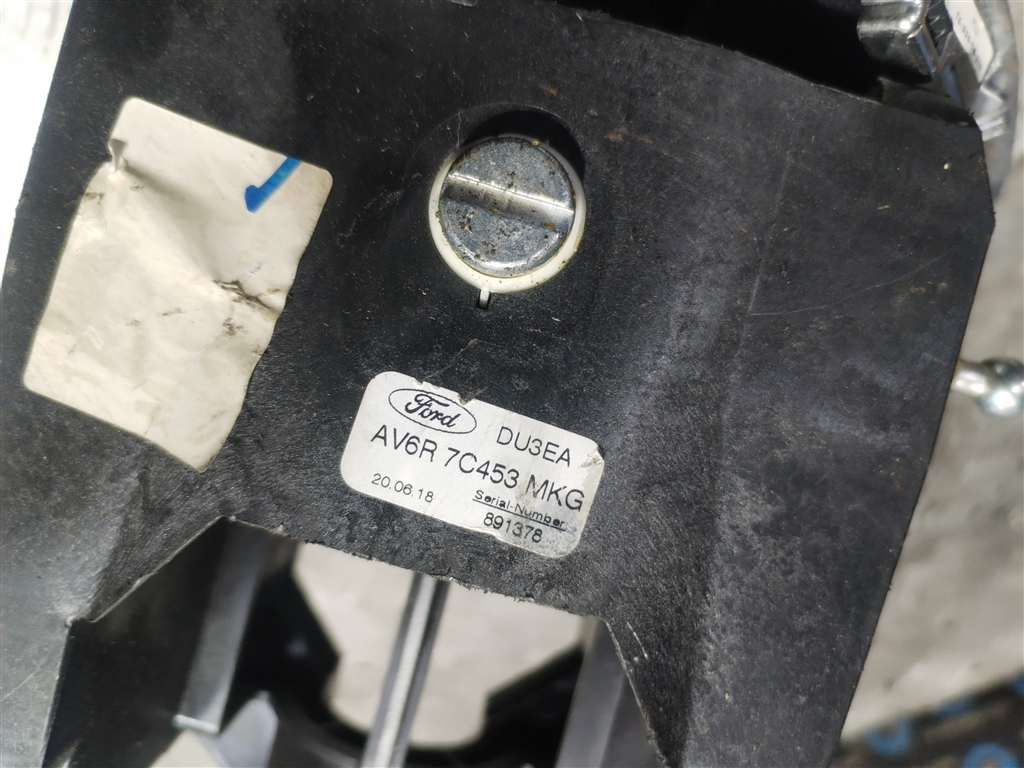 Ford DU3EA
AV6R 7C453 MKG
20.06.18 Serial-Number
891378